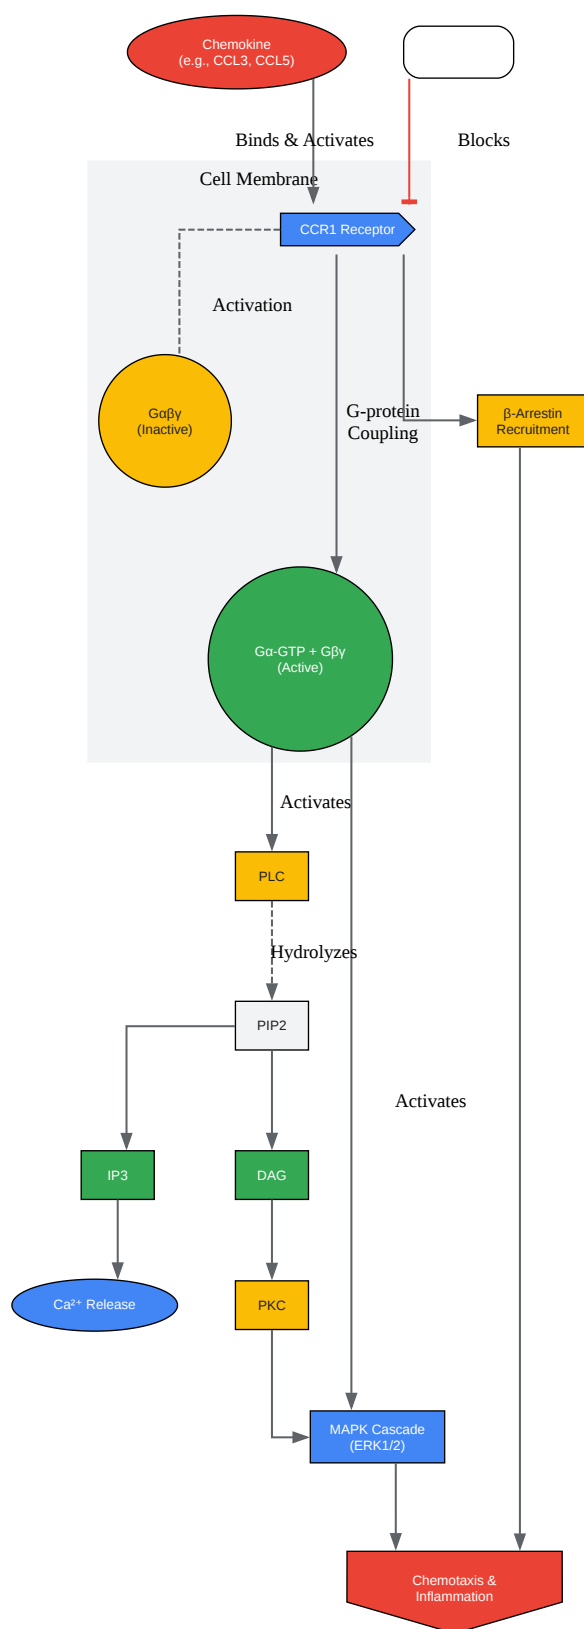 Chemokine
(e.g., CCL3, CCL5)
Binds & Activates
Blocks
Cell Membrane
CCR1 Receptor
Activation
Gαβγ
(Inactive)
G-protein
Coupling
β-Arrestin
Recruitment
Gα-GTP + Gβγ
(Active)
Activates
PLC
Hydrolyzes
PIP2
Activates
IP3
DAG
Ca²⁺ Release
PKC
MAPK Cascade
(ERK1/2)
Chemotaxis &
Inflammation